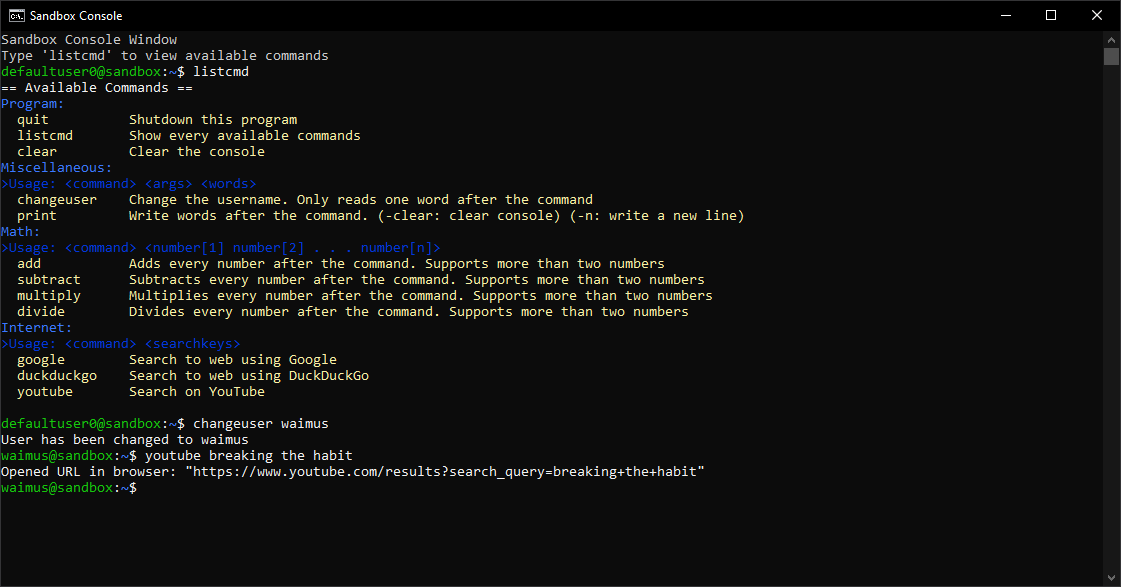 Sandbox Console
Sandbox Console Window
Type 'listcmd' to view available commands
defaultuser0@sandbox:~$ listcmd
== Available Commands ==
Program:
  quit          Shutdown this program
  listcmd       Show every available commands
  clear         Clear the console
Miscellaneous:
>Usage: <command> <args> <words>
  changeuser    Change the username. Only reads one word after the command
  print         Write words after the command. (-clear: clear console) (-n: write a new line)
Math:
>Usage: <command> <number[1] number[2] . . . number[n]>
  add           Adds every number after the command. Supports more than two numbers
  subtract      Subtracts every number after the command. Supports more than two numbers
  multiply      Multiplies every number after the command. Supports more than two numbers
  divide        Divides every number after the command. Supports more than two numbers
Internet:
>Usage: <command> <searchkeys>
  google        Search to web using Google
  duckduckgo    Search to web using DuckDuckGo
  youtube       Search on YouTube
defaultuser0@sandbox:~$ changeuser waimus
User has been changed to waimus
waimus@sandbox:~$ youtube breaking the habit
Opened URL in browser: "https://www.youtube.com/results?search_query=breaking+the+habit"
waimus@sandbox:~$